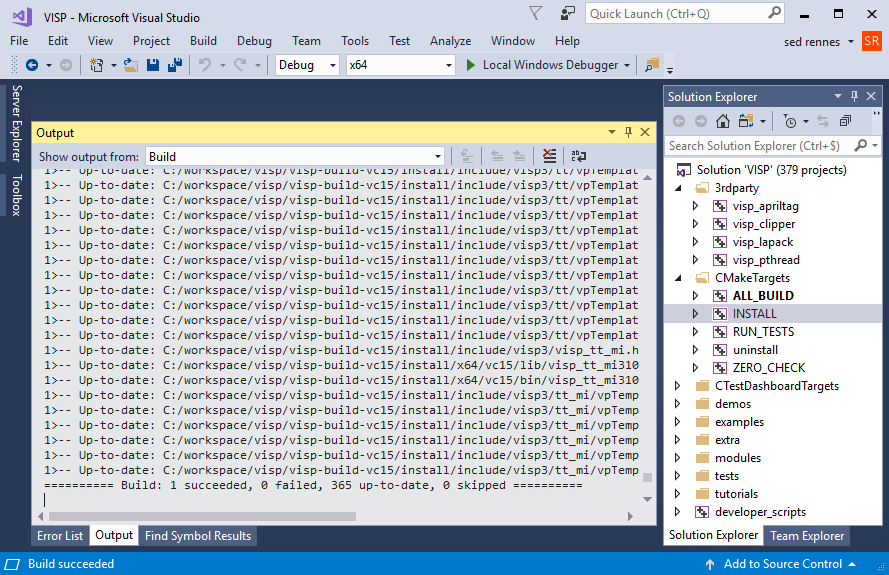 VISP - Microsoft Visual Studio
Quick Launch (Ctrl+Q)
File Edit View Project Build Debug Team Tools Test Analyze Window Help
sed rennes
SR
Debug x64 Local Windows Debugger
Server Explorer
Toolbox
Output
Show output from: Build
1>-- Up-to-date: C:/workspace/visp/visp-build-vc15/install/include/visp3/tt/vpTemplat
1>-- Up-to-date: C:/workspace/visp/visp-build-vc15/install/include/visp3/tt/vpTemplat
1>-- Up-to-date: C:/workspace/visp/visp-build-vc15/install/include/visp3/tt/vpTemplat
1>-- Up-to-date: C:/workspace/visp/visp-build-vc15/install/include/visp3/tt/vpTemplat
1>-- Up-to-date: C:/workspace/visp/visp-build-vc15/install/include/visp3/tt/vpTemplat
1>-- Up-to-date: C:/workspace/visp/visp-build-vc15/install/include/visp3/tt/vpTemplat
1>-- Up-to-date: C:/workspace/visp/visp-build-vc15/install/include/visp3/tt/vpTemplat
1>-- Up-to-date: C:/workspace/visp/visp-build-vc15/install/include/visp3/tt/vpTemplat
1>-- Up-to-date: C:/workspace/visp/visp-build-vc15/install/include/visp3/tt/vpTemplat
1>-- Up-to-date: C:/workspace/visp/visp-build-vc15/install/include/visp3/tt/vpTemplat
1>-- Up-to-date: C:/workspace/visp/visp-build-vc15/install/include/visp3/tt/vpTemplat
1>-- Up-to-date: C:/workspace/visp/visp-build-vc15/install/include/visp3/tt/vpTemplat
1>-- Up-to-date: C:/workspace/visp/visp-build-vc15/install/include/visp3/visp_tt_mi.h
1>-- Up-to-date: C:/workspace/visp/visp-build-vc15/install/x64/vc15/lib/visp_tt_mi310
1>-- Up-to-date: C:/workspace/visp/visp-build-vc15/install/x64/vc15/bin/visp_tt_mi310
1>-- Up-to-date: C:/workspace/visp/visp-build-vc15/install/include/visp3/tt_mi/vpTemp
1>-- Up-to-date: C:/workspace/visp/visp-build-vc15/install/include/visp3/tt_mi/vpTemp
1>-- Up-to-date: C:/workspace/visp/visp-build-vc15/install/include/visp3/tt_mi/vpTemp
1>-- Up-to-date: C:/workspace/visp/visp-build-vc15/install/include/visp3/tt_mi/vpTemp
1>-- Up-to-date: C:/workspace/visp/visp-build-vc15/install/include/visp3/tt_mi/vpTemp
1>-- Up-to-date: C:/workspace/visp/visp-build-vc15/install/include/visp3/tt_mi/vpTemp
========== Build: 1 succeeded, 0 failed, 365 up-to-date, 0 skipped ==========
Error List Output Find Symbol Results
Solution Explorer
Search Solution Explorer (Ctrl+$)
Solution 'VISP' (379 projects)
3rdparty
visp_apriltag
visp_clipper
visp_lapack
visp_pthread
CMakeTargets
ALL_BUILD
INSTALL
RUN_TESTS
uninstall
ZERO_CHECK
CTestDashboardTargets
demos
examples
extra
modules
tests
tutorials
developer_scripts
Solution Explorer Team Explorer
Build succeeded
Add to Source Control